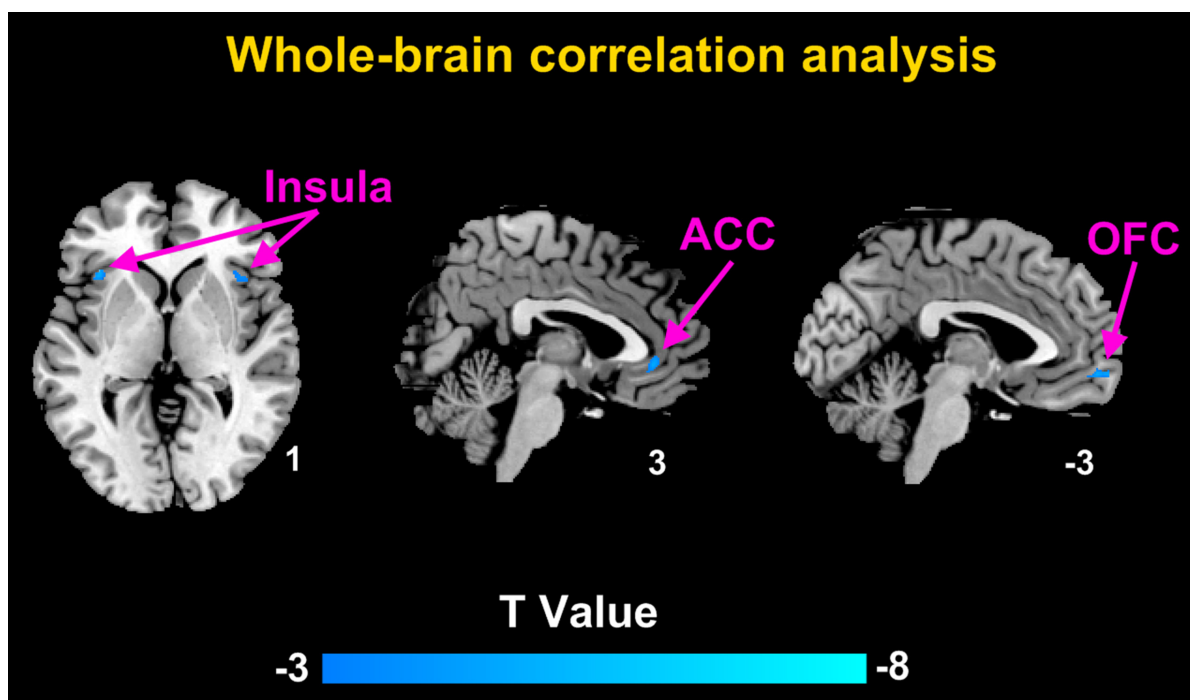 Whole-brain correlation analysis
Insula
ACC
OFC
1
3
-3
T Value
-3
-8